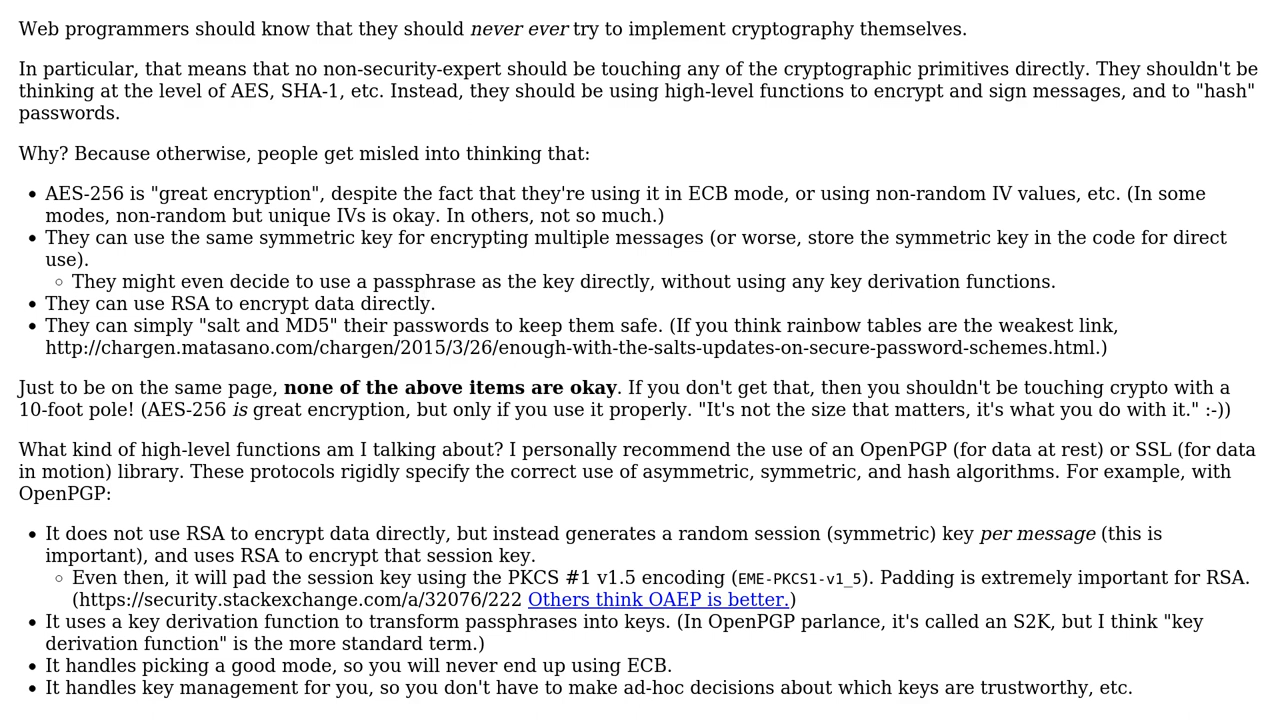 Web programmers should know that they should never ever try to implement cryptography themselves.
In particular, that means that no non-security-expert should be touching any of the cryptographic primitives directly. They shouldn't be
thinking at the level of AES, SHA-1, etc. Instead, they should be using high-level functions to encrypt and sign messages, and to "hash"
passwords.
Why? Because otherwise, people get misled into thinking that:
• AES-256 is "great encryption", despite the fact that they're using it in ECB mode, or using non-random IV values, etc. (In some
modes, non-random but unique IVs is okay. In others, not so much.)
• They can use the same symmetric key for encrypting multiple messages (or worse, store the symmetric key in the code for direct
use).
◦ They might even decide to use a passphrase as the key directly, without using any key derivation functions.
• They can use RSA to encrypt data directly.
• They can simply "salt and MD5" their passwords to keep them safe. (If you think rainbow tables are the weakest link,
http://chargen.matasano.com/chargen/2015/3/26/enough-with-the-salts-updates-on-secure-password-schemes.html.)
Just to be on the same page, none of the above items are okay. If you don't get that, then you shouldn't be touching crypto with a
10-foot pole! (AES-256 is great encryption, but only if you use it properly. "It's not the size that matters, it's what you do with it." :-))
What kind of high-level functions am I talking about? I personally recommend the use of an OpenPGP (for data at rest) or SSL (for data
in motion) library. These protocols rigidly specify the correct use of asymmetric, symmetric, and hash algorithms. For example, with
OpenPGP:
• It does not use RSA to encrypt data directly, but instead generates a random session (symmetric) key per message (this is
important), and uses RSA to encrypt that session key.
◦ Even then, it will pad the session key using the PKCS #1 v1.5 encoding (EME-PKCS1-v1_5). Padding is extremely important for RSA.
(https://security.stackexchange.com/a/32076/222 Others think OAEP is better.)
• It uses a key derivation function to transform passphrases into keys. (In OpenPGP parlance, it's called an S2K, but I think "key
derivation function" is the more standard term.)
• It handles picking a good mode, so you will never end up using ECB.
• It handles key management for you, so you don't have to make ad-hoc decisions about which keys are trustworthy, etc.